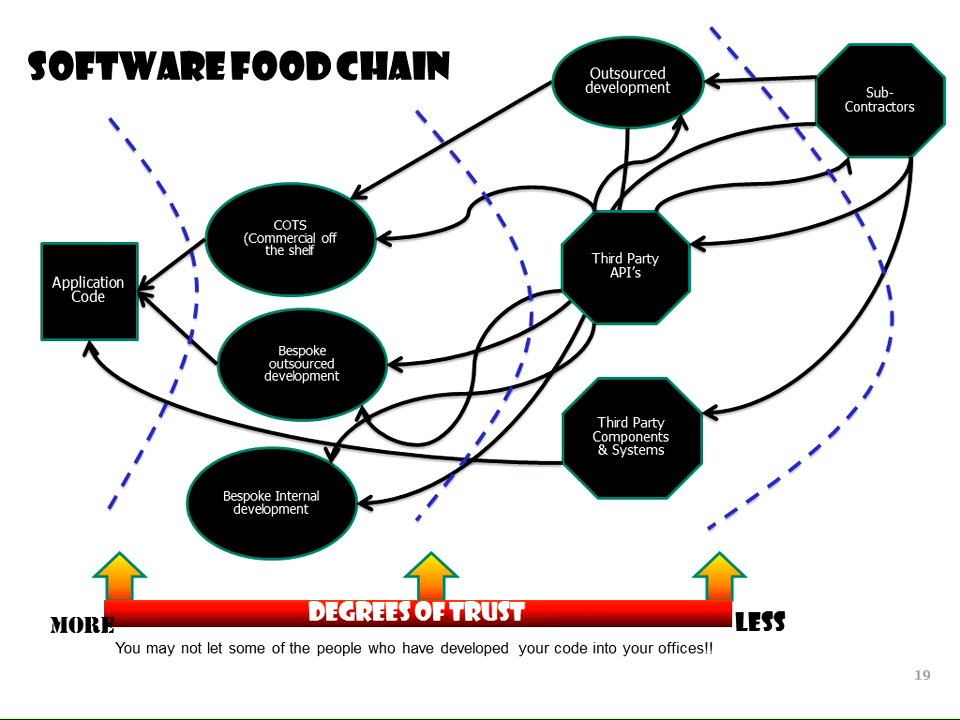 SOFTWARE FOOD CHAIN
Outsourced
development
Sub-
Contractors
COTS
(Commercial off
the shelf
Third Party
API's
Application
Code
Bespoke
outsourced
development
Third Party
Components
& Systems
Bespoke Internal
development
DEGREES OF TRUST
MORE
LESS
You may not let some of the people who have developed your code into your offices!!
19